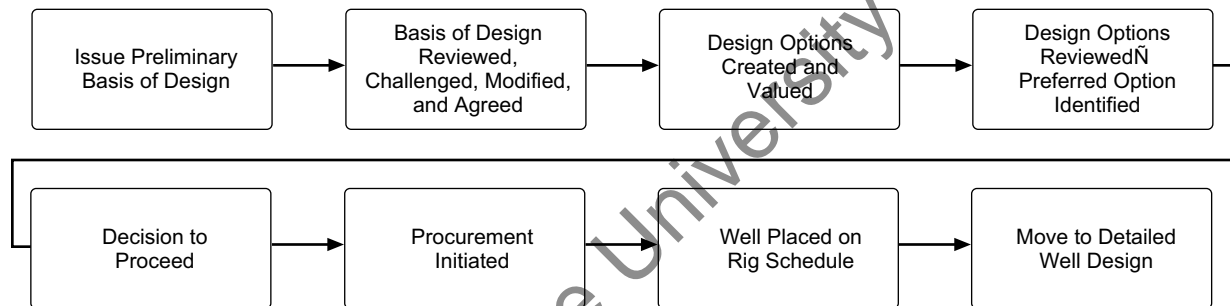 Issue Preliminary
Basis of Design
Basis of Design
Reviewed,
Challenged, Modified,
and Agreed
Design Options
Created and
Valued
Design Options
ReviewedÑ
Preferred Option
Identified
Decision to
Proceed
Procurement
Initiated
Well Placed on
Rig Schedule
Move to Detailed
Well Design
e University